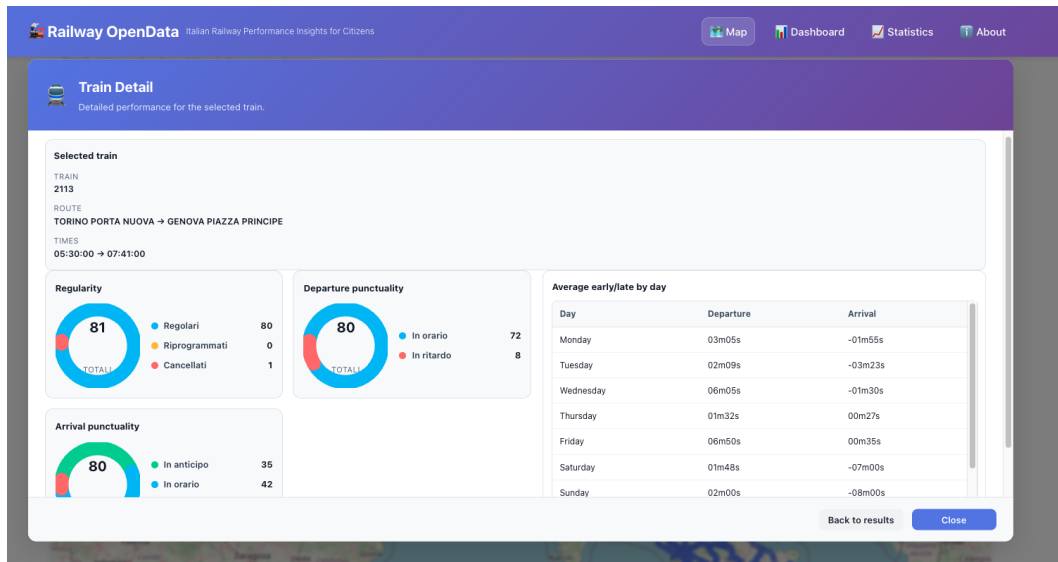 Railway OpenData Italian Railway Performance Insights for Citizens Map Dashboard Statistics About
Train Detail
Detailed performance for the selected train.
Selected train
TRAIN
2113
ROUTE
TORINO PORTA NUOVA → GENOVA PIAZZA PRINCIPE
TIMES
05:30:00 → 07:41:00
Regularity
81
TOTALI
Regolari 80
Riprogrammati 0
Cancellati 1
Departure punctuality
80
TOTALI
In orario 72
In ritardo 8
Average early/late by day
Day Departure Arrival
Monday 03m05s -01m55s
Tuesday 02m09s -03m23s
Wednesday 06m05s -01m30s
Thursday 01m32s 00m27s
Friday 06m50s 00m35s
Saturday 01m48s -07m00s
Sunday 02m00s -08m00s
Arrival punctuality
80
In anticipo 35
In orario 42
Back to results Close